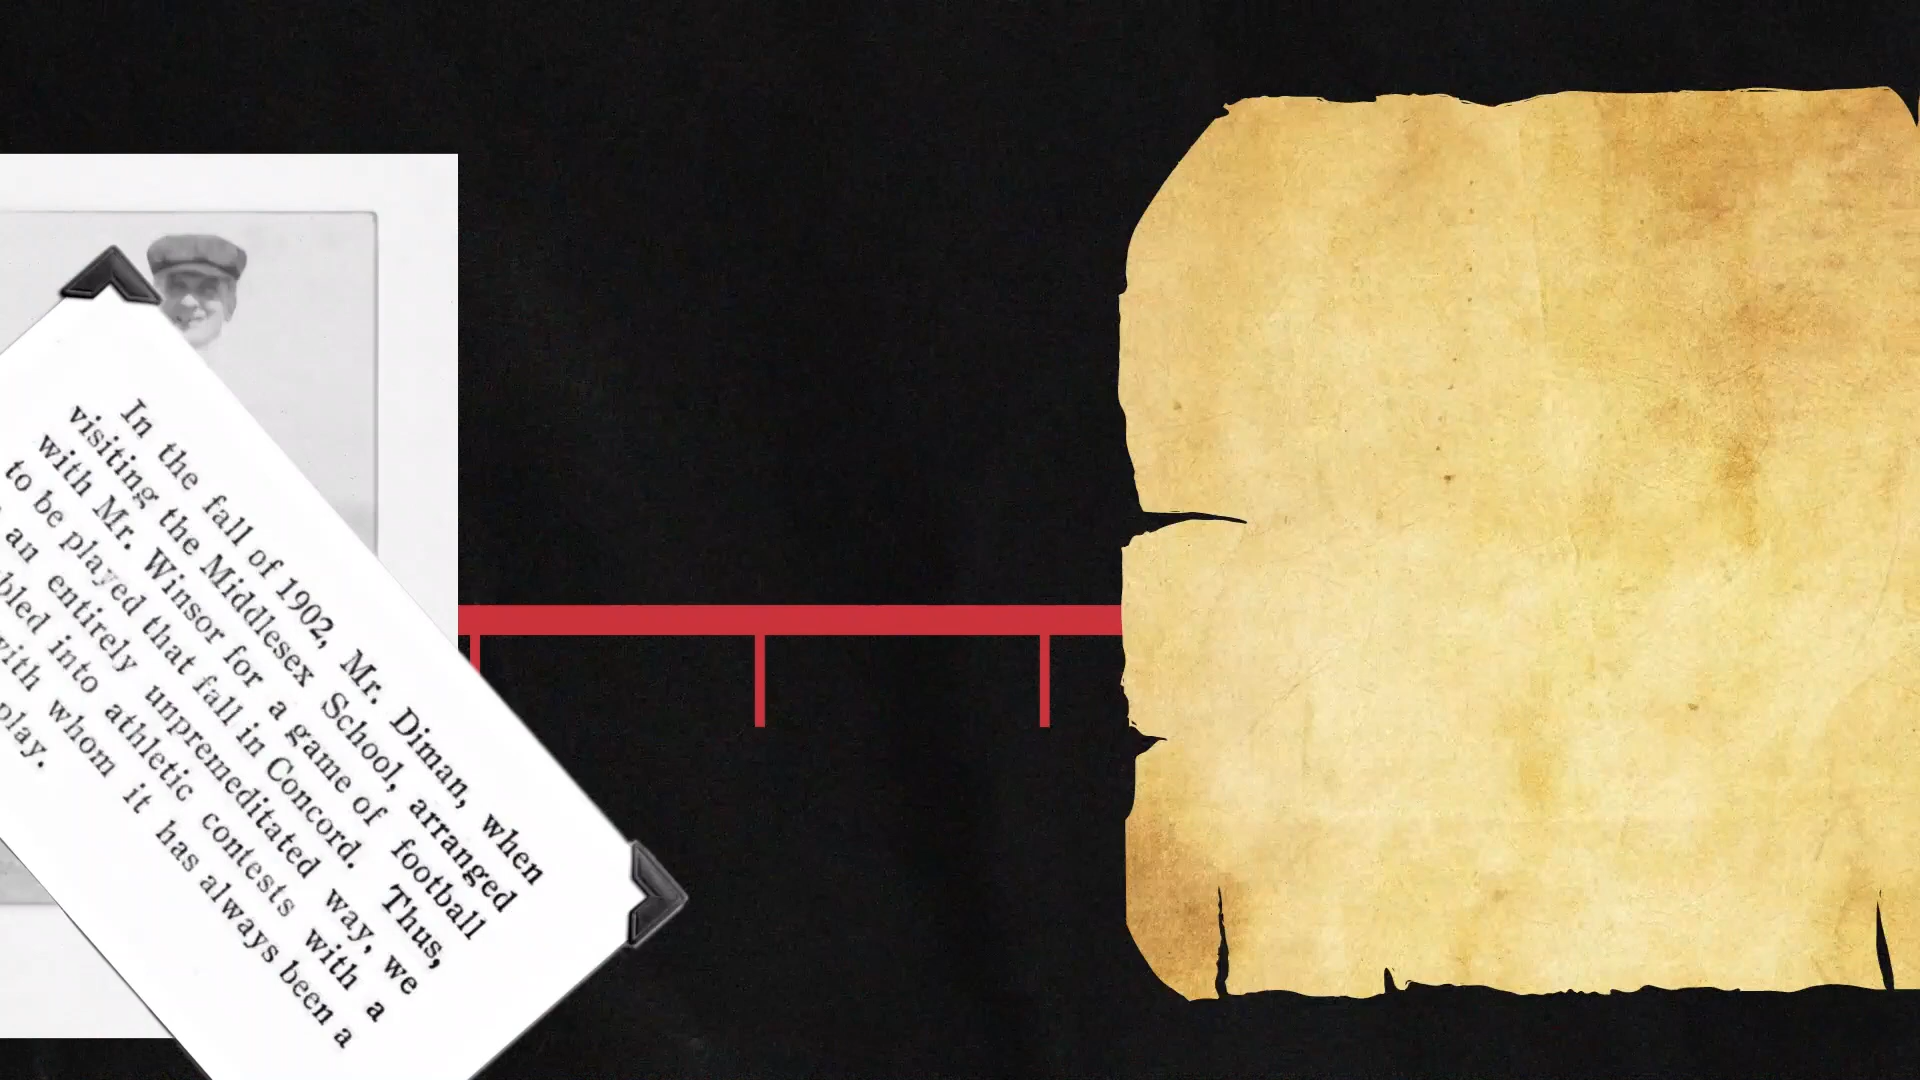 In the fall of 1902, Mr. Diman, when
visiting the Middlesex School, arranged
with Mr. Winsor for a game of football
to be played that fall in Concord. Thus,
an entirely unpremeditated way, we
into athletic contests with a
with whom it has always been a
play.